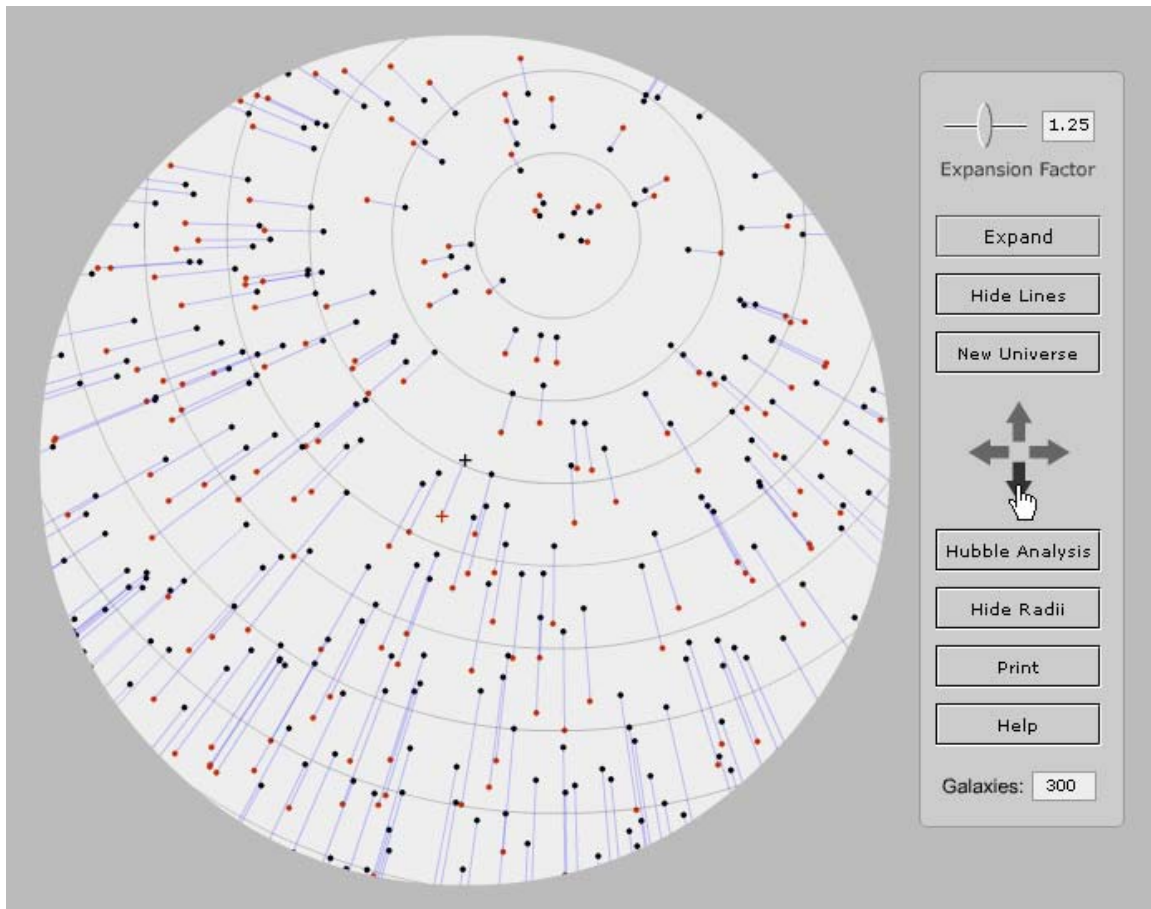 1.25
Expansion Factor
Expand
Hide Lines
New Universe
Hubble Analysis
Hide Radii
Print
Help
Galaxies: 300